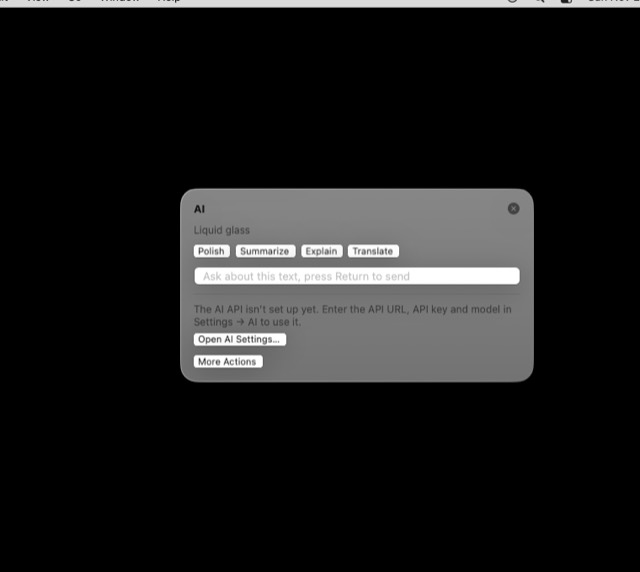 Window Help
AI
Liquid glass
Polish Summarize Explain Translate
Ask about this text, press Return to send
The AI API isn't set up yet. Enter the API URL, API key and model in
Settings → AI to use it.
Open AI Settings...
More Actions